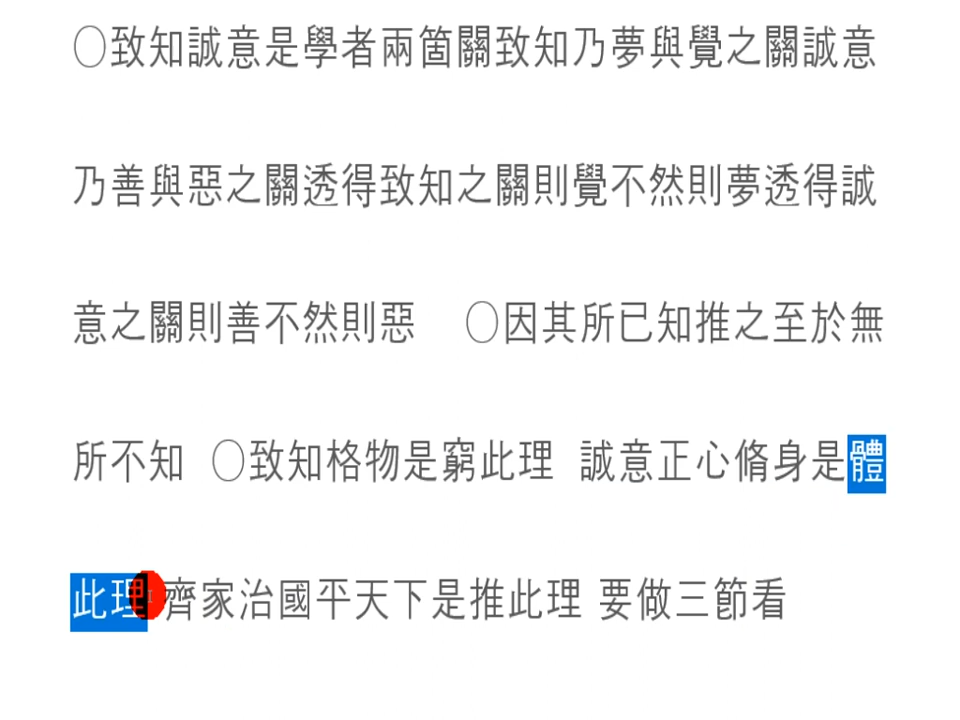 〇致知誠意是學者兩箇關致知乃夢與覺之關誠意
乃善與惡之關透得致知之關則覺不然則夢透得誠
意之關則善不然則惡 〇因其所已知推之至於無
所不知 〇致知格物是窮此理 誠意正心脩身是體
此理 齊家治國平天下是推此理 要做三節看